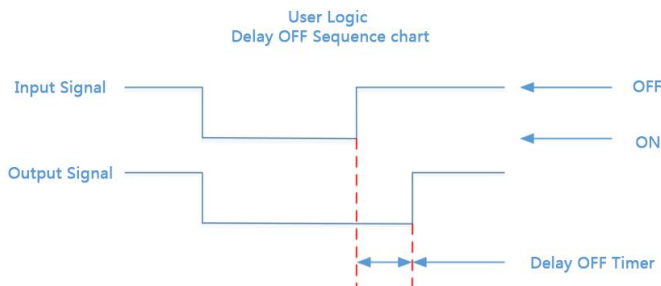 User Logic
Delay OFF Sequence chart
Input Signal
OFF
ON
Output Signal
Delay OFF Timer